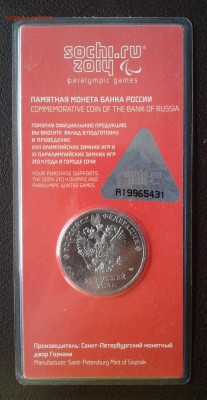 sochi.ru
2014
paralympic games
ПАМЯТНАЯ МОНЕТА БАНКА РОССИИ
COMMEMORATIVE COIN OF THE BANK OF RUSSIA
ПОКУПАЯ ОФИЦИАЛЬНУЮ ПРОДУКЦИЮ,
ВЫ ВНОСИТЕ ВКЛАД В ПОДГОТОВКУ
И ПРОВЕДЕНИЕ
XXII ОЛИМПИЙСКИХ ЗИМНИХ ИГР И
XI ПАРАЛИМПИЙСКИХ ЗИМНИХ ИГР
2014 ГОДА В ГОРОДЕ СОЧИ
YOUR PURCHASE SUPPORTS
THE SOCHI 2014 OLYMPIC AND
PARALYMPIC WINTER GAMES
A19965431
РОССИЙСКАЯ ФЕДЕРАЦИЯ
Производитель: Санкт-Петербургский монетный
двор Гознака
Manufacturer: Saint-Petersburg Mint of Goznak